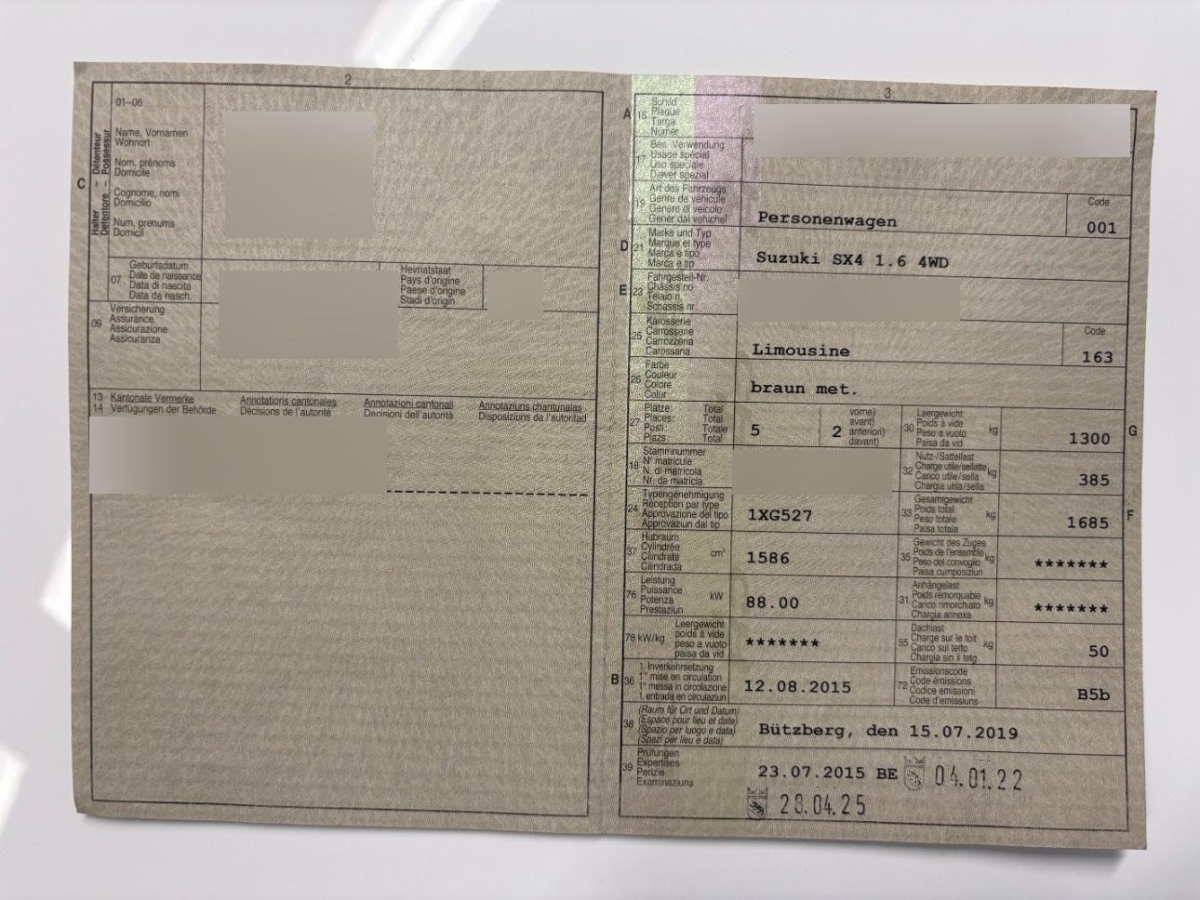 2
01–06
Name, Vornamen
Wohnort
Nom, prénoms
Domicile
Cognome, nomi
Domicilio
Num, prenums
Domicil
C
Halter – Détenteur
Detentore – Possessur
07
Geburtsdatum
Date de naissance
Data di nascita
Data da nasch.
Heimatstaat
Pays d'origine
Paese d'origine
Stadi d'origin
09
Versicherung
Assurance
Assicurazione
Assicuranza
13 Kantonale Vermerke Annotations cantonales Annotazioni cantonali Annotaziuns chantunalas
14 Verfügungen der Behörde Décisions de l'autorité Decisioni dell'autorità Disposiziuns da l'autoritad
3
A 15 Schild
Plaque
Targa
Numer
17 Bes. Verwendung
Usage spécial
Uso speciale
Diever spezial
19 Art des Fahrzeugs
Genre de véhicule
Genere di veicolo
Gener dal vehichel
Personenwagen
Code
001
D 21 Marke und Typ
Marque et type
Marca e tipo
Marca e tip
Suzuki SX4 1.6 4WD
E 23 Fahrgestell-Nr.
Châssis no
Telaio n.
Schassis nr.
25 Karosserie
Carrosserie
Carrozzeria
Carossaria
Limousine
Code
163
26 Farbe
Couleur
Colore
Colur
braun met.
27 Plätze: Total
Places: Total
Posti: Totale
Plazs: Total
5
2
vorne)
avant)
anteriori)
davant)
30 Leergewicht
Poids à vide
Peso a vuoto
Paisa da vid
kg
1300
G
18 Stammnummer
N° matricule
N. di matricola
Nr. da matricla
32 Nutz-/Sattellast
Charge utile/sellette
Carico utile/sella
Chargia utila/sella
kg
385
24 Typengenehmigung
Réception par type
Approvazione del tipo
Approvaziun dal tip
1XG527
33 Gesamtgewicht
Poids total
Peso totale
Paisa totala
kg
1685
F
37 Hubraum
Cylindrée
Cilindrata
Cilindrada
cm³
1586
35 Gewicht des Zuges
Poids de l'ensemble
Peso del convoglio
Paisa cumposiziun
kg
*******
76 Leistung
Puissance
Potenza
Prestaziun
kW
88.00
31 Anhängelast
Poids remorquable
Carico rimorchiato
Chargia annexa
kg
*******
78 kW/kg
Leergewicht
poids à vide
peso a vuoto
paisa da vid
*******
55 Dachlast
Charge sur le toit
Carico sul tetto
Chargia sin il tetg
kg
50
B 36 1. Inverkehrsetzung
1re mise en circulation
1a messa in circolazione
1. entrada en circulaziun
12.08.2015
72 Emissionscode
Code émissions
Codice emissioni
Code d'emissiuns
B5b
38 (Raum für Ort und Datum)
(Espace pour lieu et date)
(Spazio per luogo e data)
(Spazi per lieu e data)
Bützberg, den 15.07.2019
39 Prüfungen
Expertises
Perizie
Examinaziuns
23.07.2015 BE 04.01.22
28.04.25